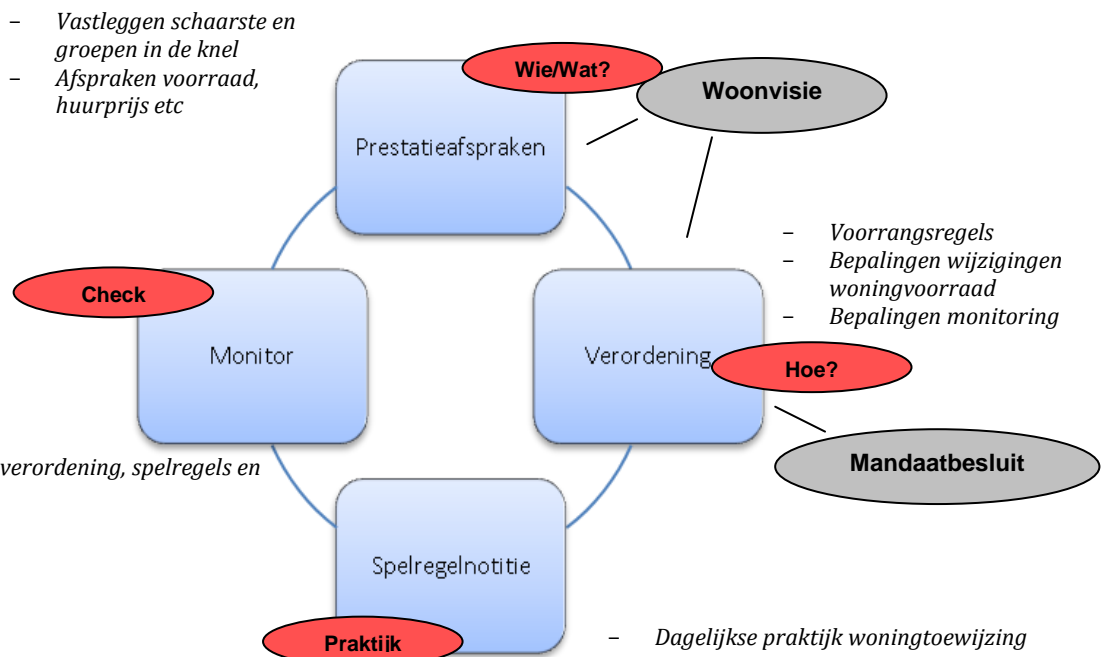 – Vastleggen schaarste en
groepen in de knel
– Afspraken voorraad,
huurprijs etc
Wie/Wat?
Woonvisie
Prestatieafspraken
– Voorrangsregels
– Bepalingen wijzigingen
woningvoorraad
– Bepalingen monitoring
Check
Monitor
Verordening
Hoe?
verordening, spelregels en
Mandaatbesluit
Spelregelnotitie
Praktijk
– Dagelijkse praktijk woningtoewijzing